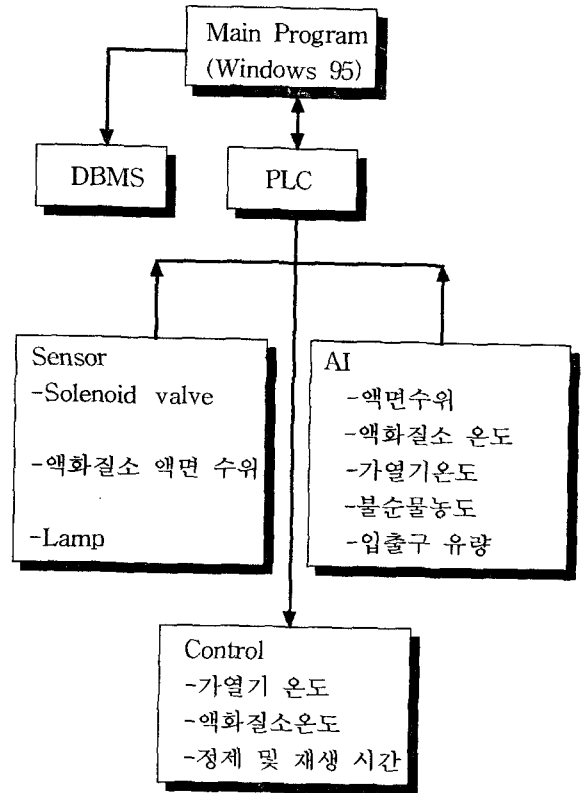 Main Program
(Windows 95)
DBMS
PLC
Sensor
-Solenoid valve
-액화질소 액면 수위
-Lamp
AI
-액면수위
-액화질소 온도
-가열기온도
-불순물농도
-입출구 유량
Control
-가열기 온도
-액화질소온도
-정제 및 재생 시간